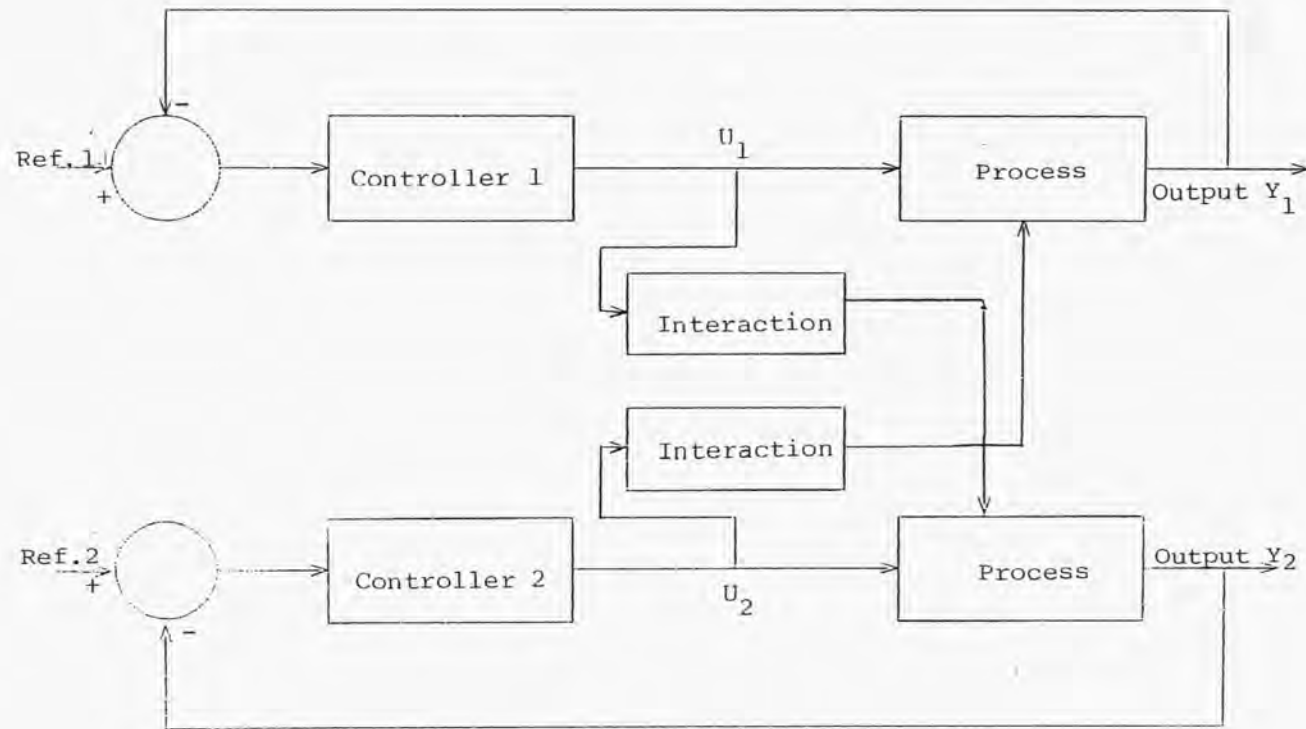 -
Ref.1
+
Controller 1
U1
Process
Output Y1
Interaction
Interaction
Ref.2
+
-
Controller 2
U2
Process
Output Y2